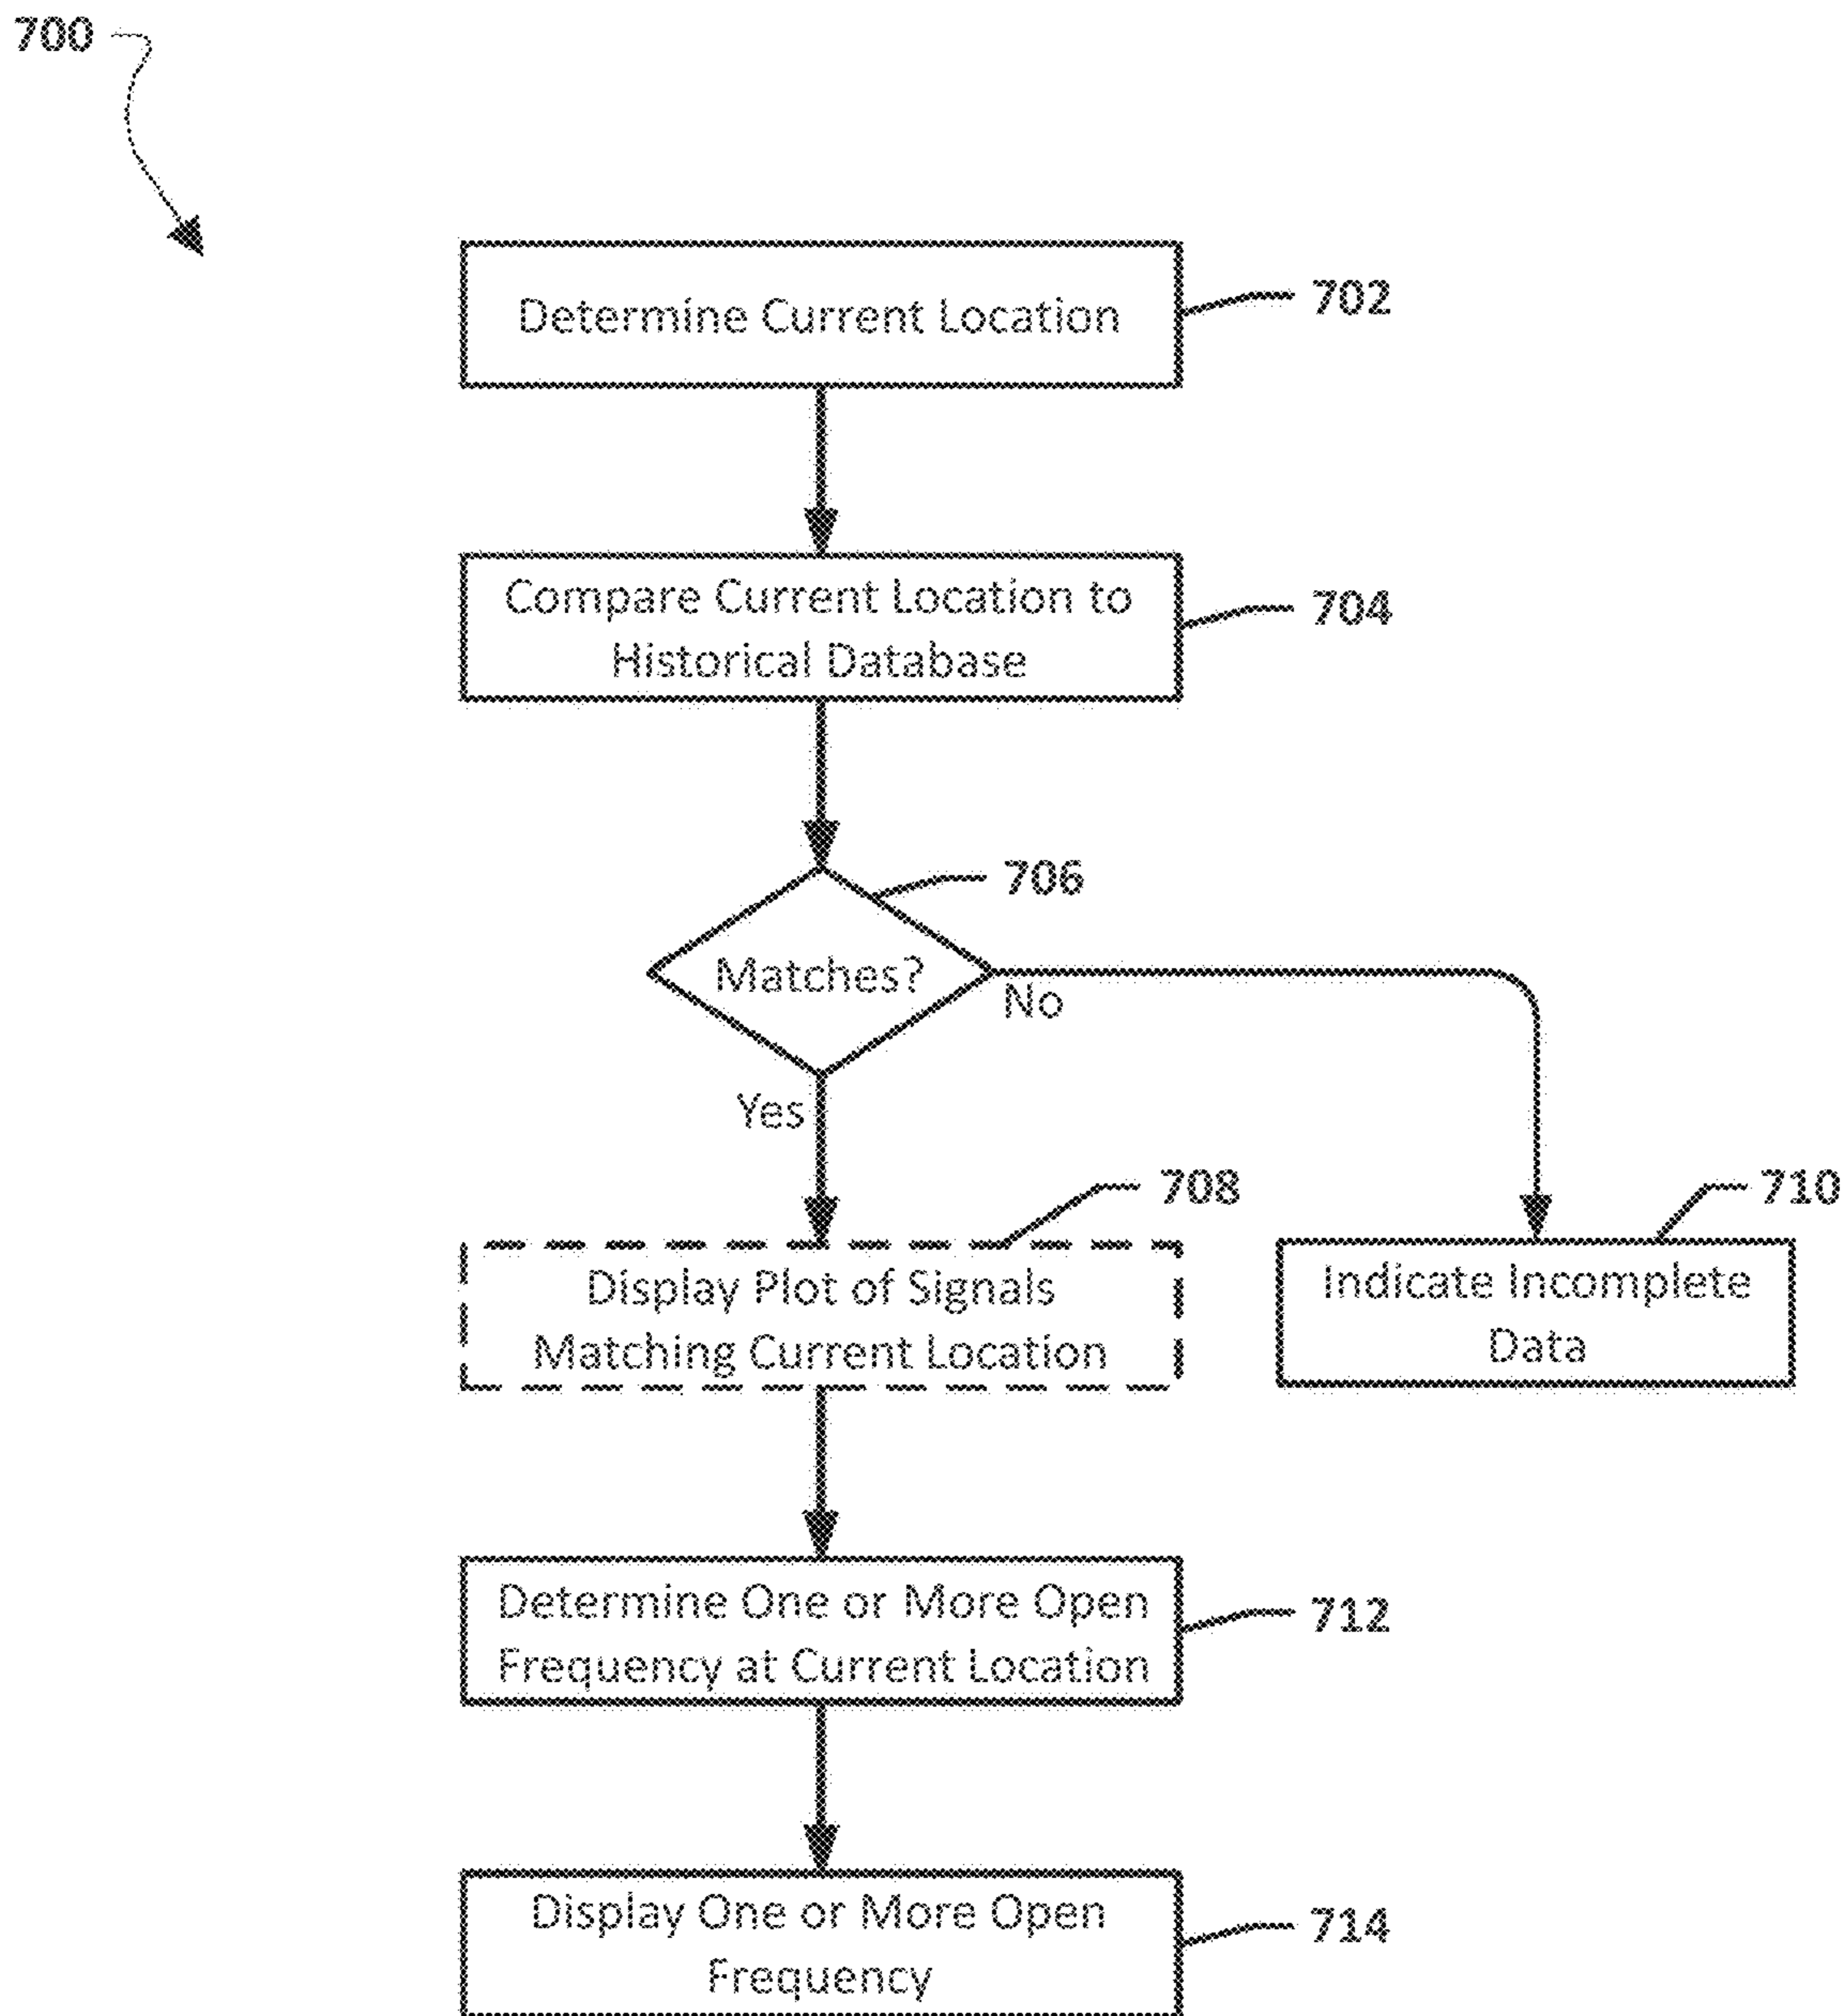 700
Determine Current Location
702
Compare Current Location to
Historical Database
704
706
Matches?
No
Yes
708
710
Display Plot of Signals
Matching Current Location
Indicate Incomplete
Data
Determine One or More Open
Frequency at Current Location
712
Display One or More Open
Frequency
714